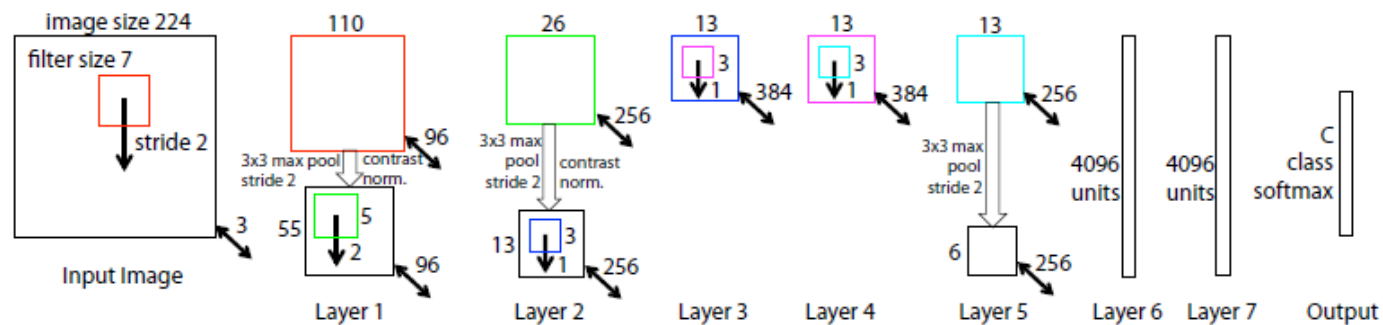 image size 224
filter size 7
stride 2
3
Input Image
110
96
3x3 max pool
stride 2
contrast
norm.
55
5
2
96
Layer 1
26
256
3x3 max
pool
stride 2
contrast
norm.
13
3
1
256
Layer 2
13
3
1
384
Layer 3
13
3
1
384
Layer 4
13
256
3x3 max
pool
stride 2
6
256
Layer 5
4096
units
Layer 6
4096
units
Layer 7
C
class
softmax
Output